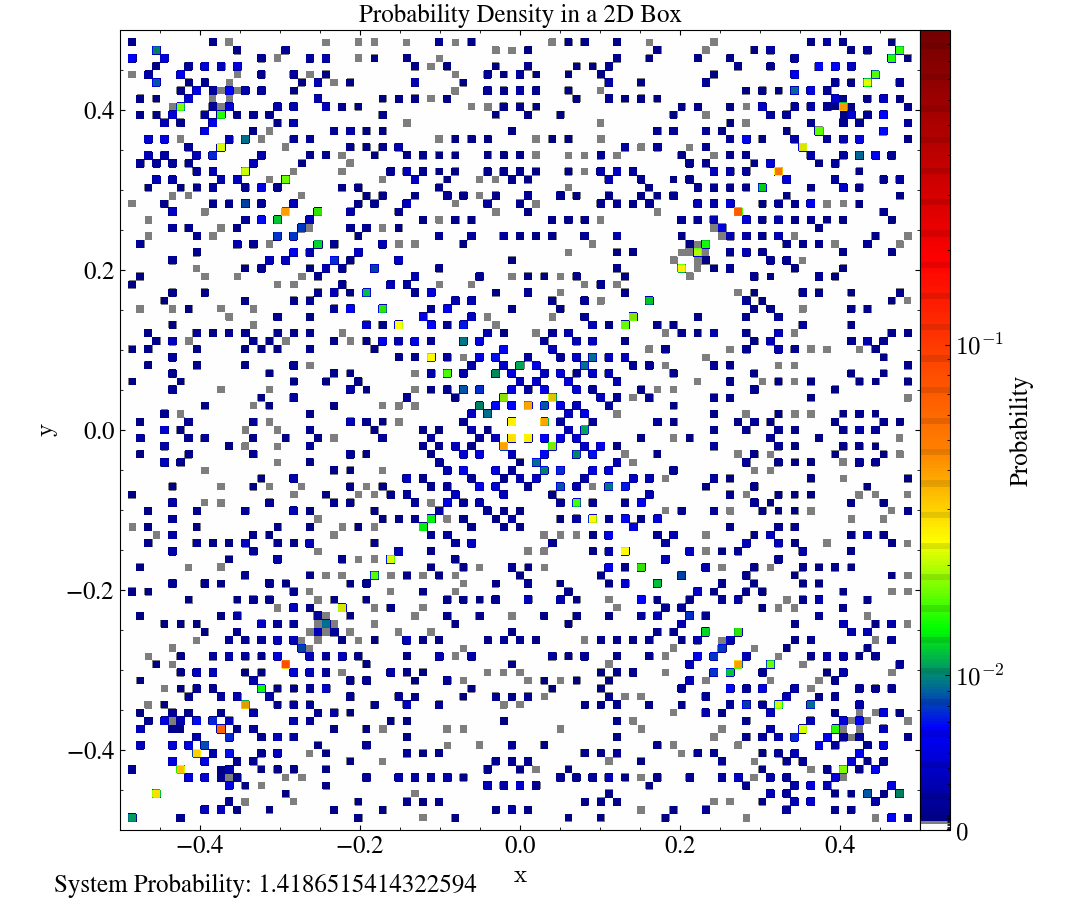 Probability Density in a 2D Box
0.4
0.2
0.0
−0.2
−0.4
y
−0.4 −0.2 0.0 0.2 0.4
x
10⁻¹
10⁻²
0
Probability
System Probability: 1.4186515414322594